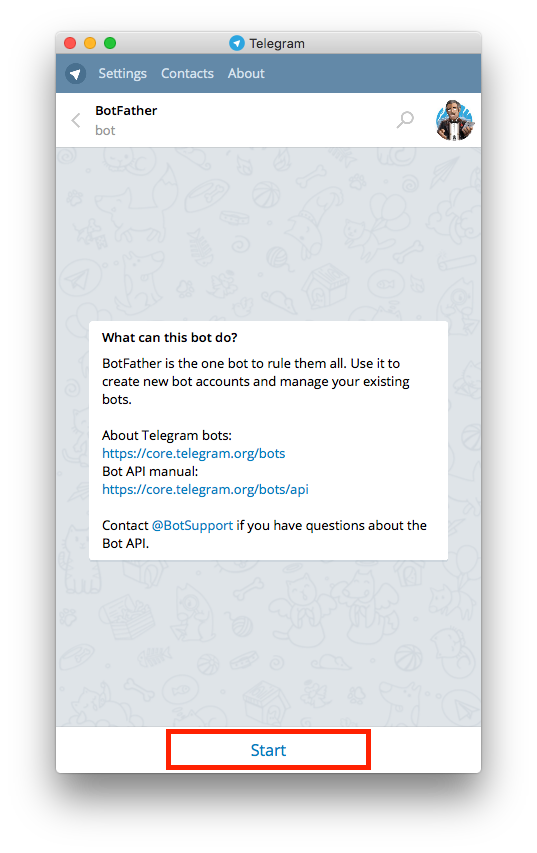 Telegram
Settings Contacts About
BotFather
bot
What can this bot do?
BotFather is the one bot to rule them all. Use it to
create new bot accounts and manage your existing
bots.
About Telegram bots:
https://core.telegram.org/bots
Bot API manual:
https://core.telegram.org/bots/api
Contact @BotSupport if you have questions about the
Bot API.
Start